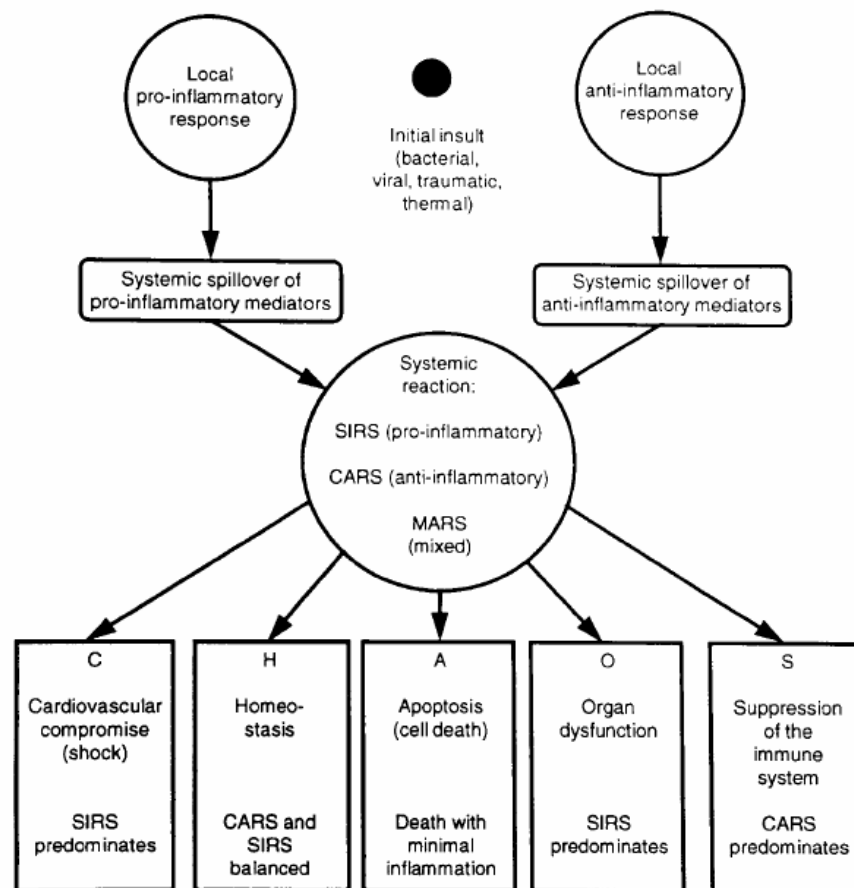 Local
pro-inflammatory
response
Initial insult
(bacterial,
viral, traumatic,
thermal)
Local
anti-inflammatory
response
Systemic spillover of
pro-inflammatory mediators
Systemic spillover of
anti-inflammatory mediators
Systemic
reaction:
SIRS (pro-inflammatory)
CARS (anti-inflammatory)
MARS
(mixed)
C
Cardiovascular
compromise
(shock)
SIRS
predominates
H
Homeo-
stasis
CARS and
SIRS
balanced
A
Apoptosis
(cell death)
Death with
minimal
inflammation
O
Organ
dysfunction
SIRS
predominates
S
Suppression
of the
immune
system
CARS
predominates